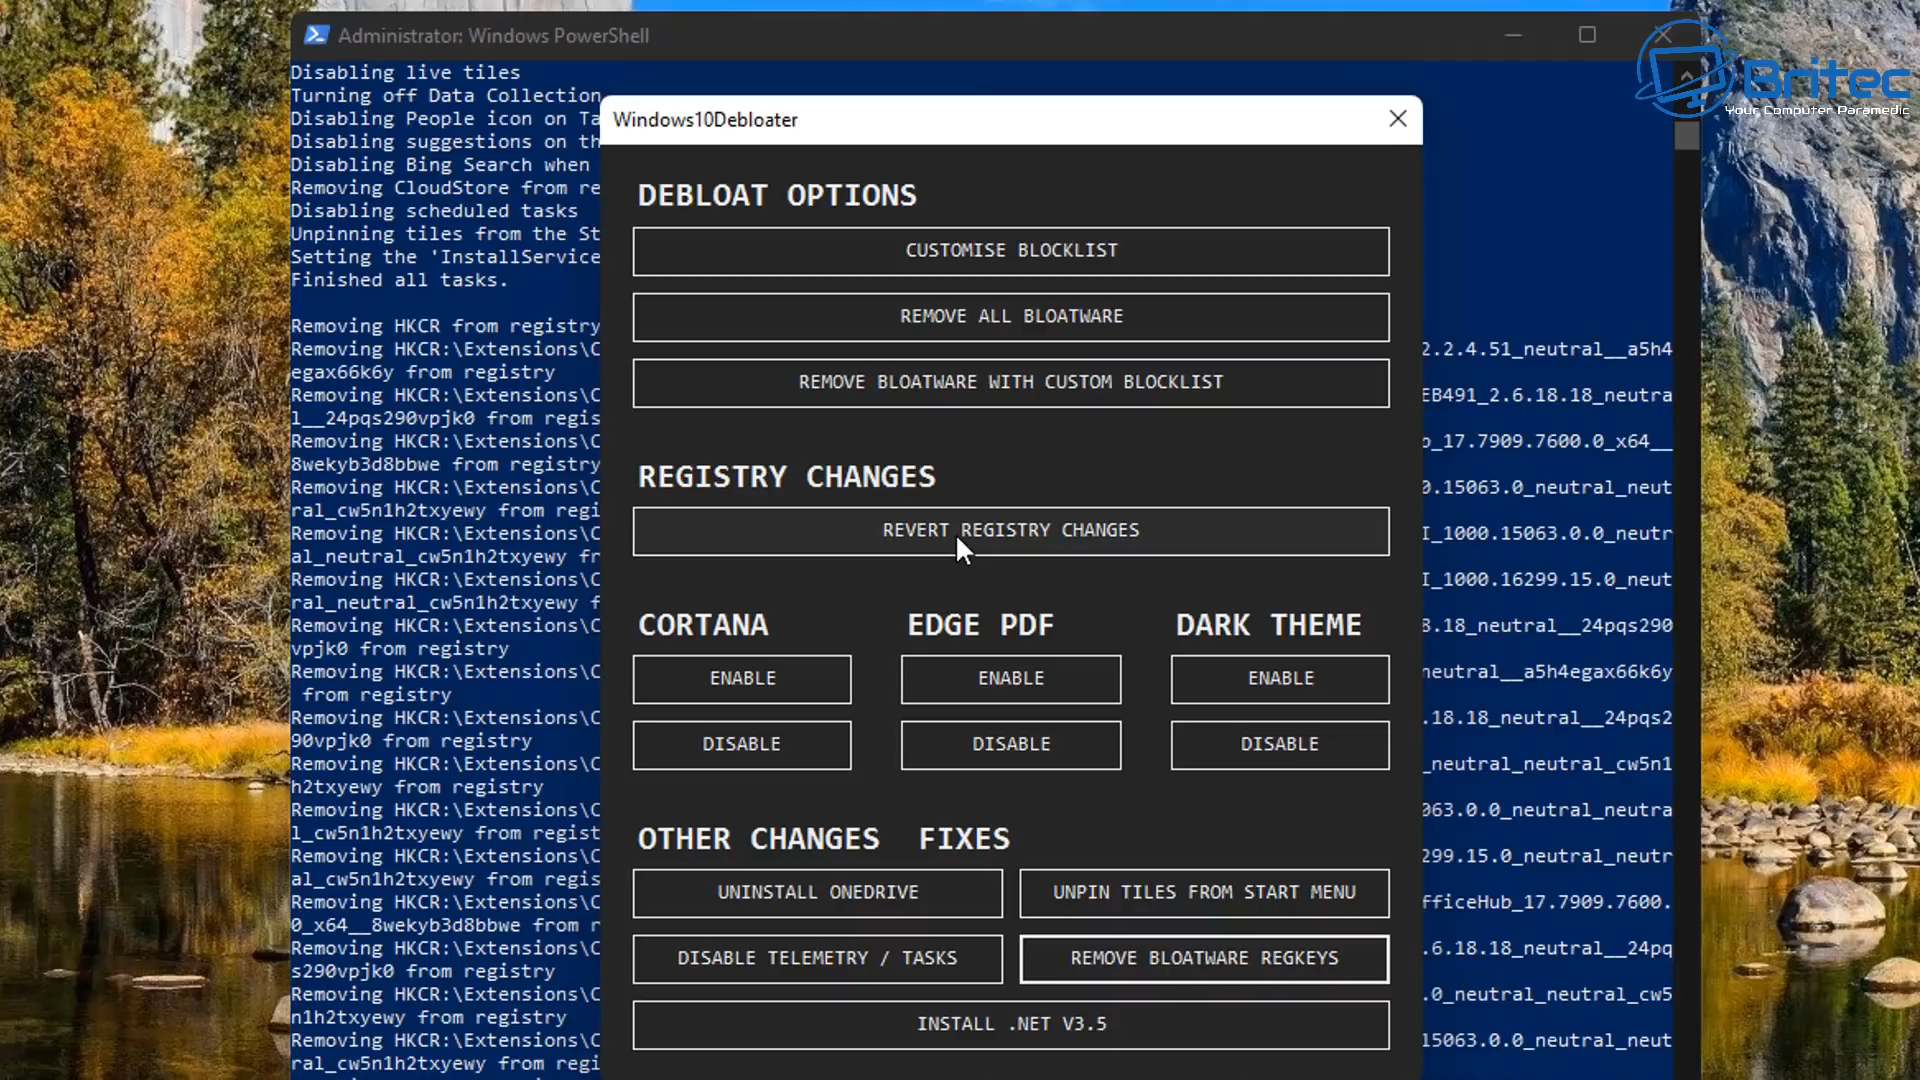 Administrator: Windows PowerShell
Britec
Your Computer Paramedic
Disabling live tiles
Turning off Data Collection
Disabling People icon on Ta
Disabling suggestions on th
Disabling Bing Search when
Removing CloudStore from re
Disabling scheduled tasks
Unpinning tiles from the St
Setting the 'InstallService
Finished all tasks.
Removing HKCR from registry
Removing HKCR:\Extensions\C
2.2.4.51_neutral__a5h4
egax66k6y from registry
Removing HKCR:\Extensions\C
EB491_2.6.18.18_neutra
l__24pqs290vpjk0 from regis
Removing HKCR:\Extensions\C
_17.7909.7600.0_x64__
8wekyb3d8bbwe from registry
Removing HKCR:\Extensions\C
0.15063.0_neutral_neut
ral_cw5n1h2txyewy from regi
Removing HKCR:\Extensions\C
I_1000.15063.0.0_neutr
al_neutral_cw5n1h2txyewy fr
Removing HKCR:\Extensions\C
I_1000.16299.15.0_neut
ral_neutral_cw5n1h2txyewy f
Removing HKCR:\Extensions\C
8.18_neutral__24pqs290
vpjk0 from registry
Removing HKCR:\Extensions\C
neutral__a5h4egax66k6y
from registry
Removing HKCR:\Extensions\C
.18.18_neutral__24pqs2
90vpjk0 from registry
Removing HKCR:\Extensions\C
_neutral_neutral_cw5n1
h2txyewy from registry
Removing HKCR:\Extensions\C
063.0.0_neutral_neutra
l_cw5n1h2txyewy from regist
Removing HKCR:\Extensions\C
299.15.0_neutral_neutr
al_cw5n1h2txyewy from regis
Removing HKCR:\Extensions\C
fficeHub_17.7909.7600.
0_x64__8wekyb3d8bbwe from r
Removing HKCR:\Extensions\C
.6.18.18_neutral__24pq
s290vpjk0 from registry
Removing HKCR:\Extensions\C
.0_neutral_neutral_cw5
n1h2txyewy from registry
Removing HKCR:\Extensions\C
15063.0.0_neutral_neut
ral_cw5n1h2txyewy from regi
Windows10Debloater
DEBLOAT OPTIONS
CUSTOMISE BLOCKLIST
REMOVE ALL BLOATWARE
REMOVE BLOATWARE WITH CUSTOM BLOCKLIST
REGISTRY CHANGES
REVERT REGISTRY CHANGES
CORTANA
EDGE PDF
DARK THEME
ENABLE
ENABLE
ENABLE
DISABLE
DISABLE
DISABLE
OTHER CHANGES  FIXES
UNINSTALL ONEDRIVE
UNPIN TILES FROM START MENU
DISABLE TELEMETRY / TASKS
REMOVE BLOATWARE REGKEYS
INSTALL .NET V3.5